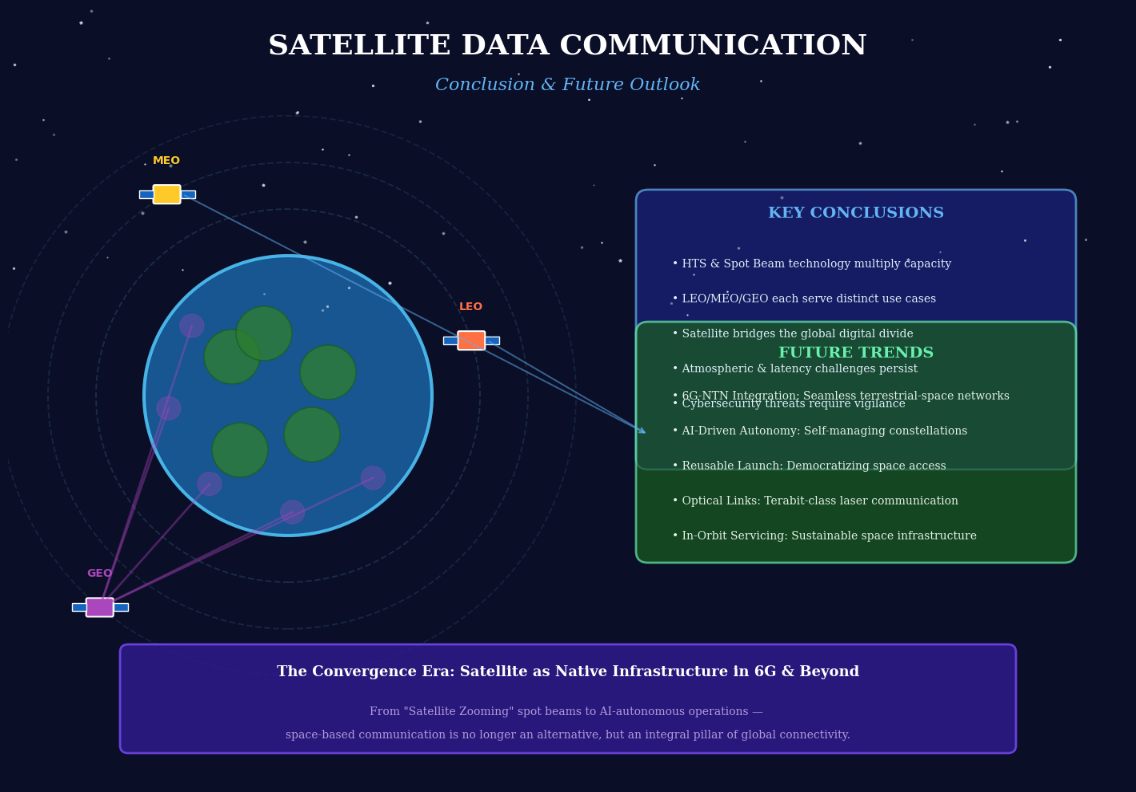 SATELLITE DATA COMMUNICATION
Conclusion & Future Outlook
MEO
LEO
GEO
KEY CONCLUSIONS
• HTS & Spot Beam technology multiply capacity
• LEO/MEO/GEO each serve distinct use cases
• Satellite bridges the global digital divide
• Atmospheric & latency challenges persist
• Cybersecurity threats require vigilance
FUTURE TRENDS
• 6G-NTN Integration: Seamless terrestrial-space networks
• AI-Driven Autonomy: Self-managing constellations
• Reusable Launch: Democratizing space access
• Optical Links: Terabit-class laser communication
• In-Orbit Servicing: Sustainable space infrastructure
The Convergence Era: Satellite as Native Infrastructure in 6G & Beyond
From "Satellite Zooming" spot beams to AI-autonomous operations —
space-based communication is no longer an alternative, but an integral pillar of global connectivity.